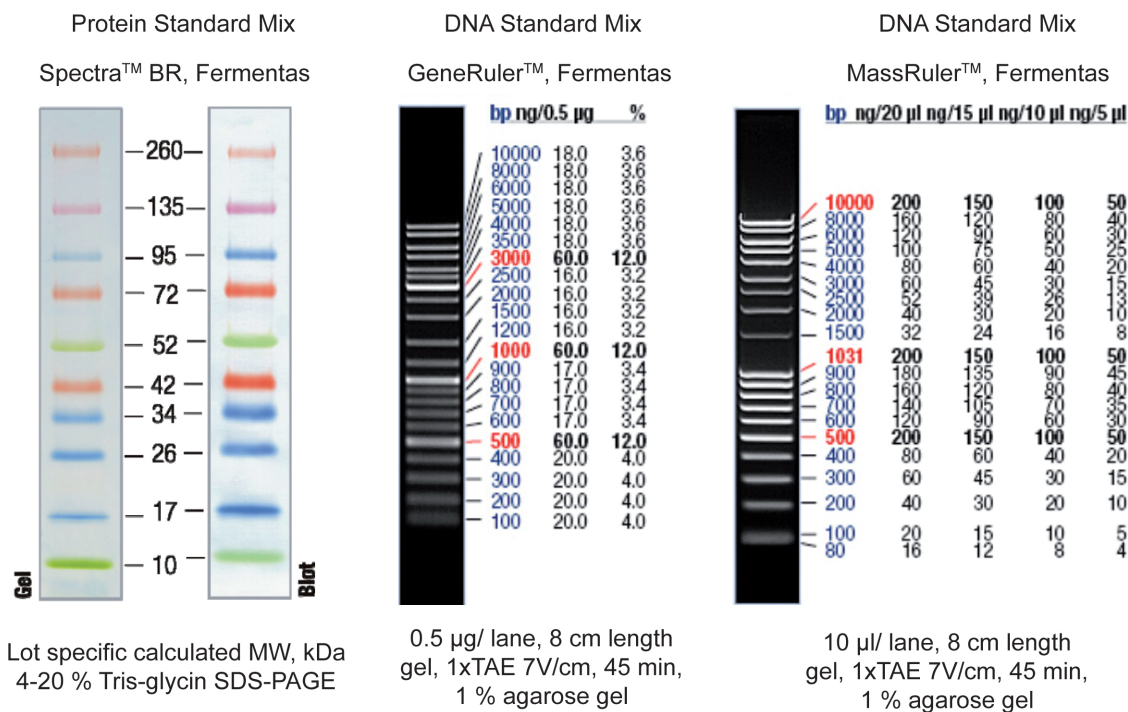 Protein Standard Mix
Spectra™ BR, Fermentas
260
135
95
72
52
42
34
26
17
10
Gel
Blot
Lot specific calculated MW, kDa
4-20 % Tris-glycin SDS-PAGE
DNA Standard Mix
GeneRuler™, Fermentas
bp ng/0.5 µg %
10000 18.0 3.6
8000 18.0 3.6
6000 18.0 3.6
5000 18.0 3.6
4000 18.0 3.6
3500 18.0 3.6
3000 60.0 12.0
2500 16.0 3.2
2000 16.0 3.2
1500 16.0 3.2
1200 16.0 3.2
1000 60.0 12.0
900 17.0 3.4
800 17.0 3.4
700 17.0 3.4
600 17.0 3.4
500 60.0 12.0
400 20.0 4.0
300 20.0 4.0
200 20.0 4.0
100 20.0 4.0
0.5 µg/ lane, 8 cm length
gel, 1xTAE 7V/cm, 45 min,
1 % agarose gel
DNA Standard Mix
MassRuler™, Fermentas
bp ng/20 µl ng/15 µl ng/10 µl ng/5 µl
10000 200 150 100 50
8000 160 120 80 40
6000 120 90 60 30
5000 100 75 50 25
4000 80 60 40 20
3000 60 45 30 15
2500 52 39 26 13
2000 40 30 20 10
1500 32 24 16 8
1031 200 150 100 50
900 180 135 90 45
800 160 120 80 40
700 140 105 70 35
600 120 90 60 30
500 200 150 100 50
400 80 60 40 20
300 60 45 30 15
200 40 30 20 10
100 20 15 10 5
80 16 12 8 4
10 µl/ lane, 8 cm length
gel, 1xTAE 7V/cm, 45 min,
1 % agarose gel